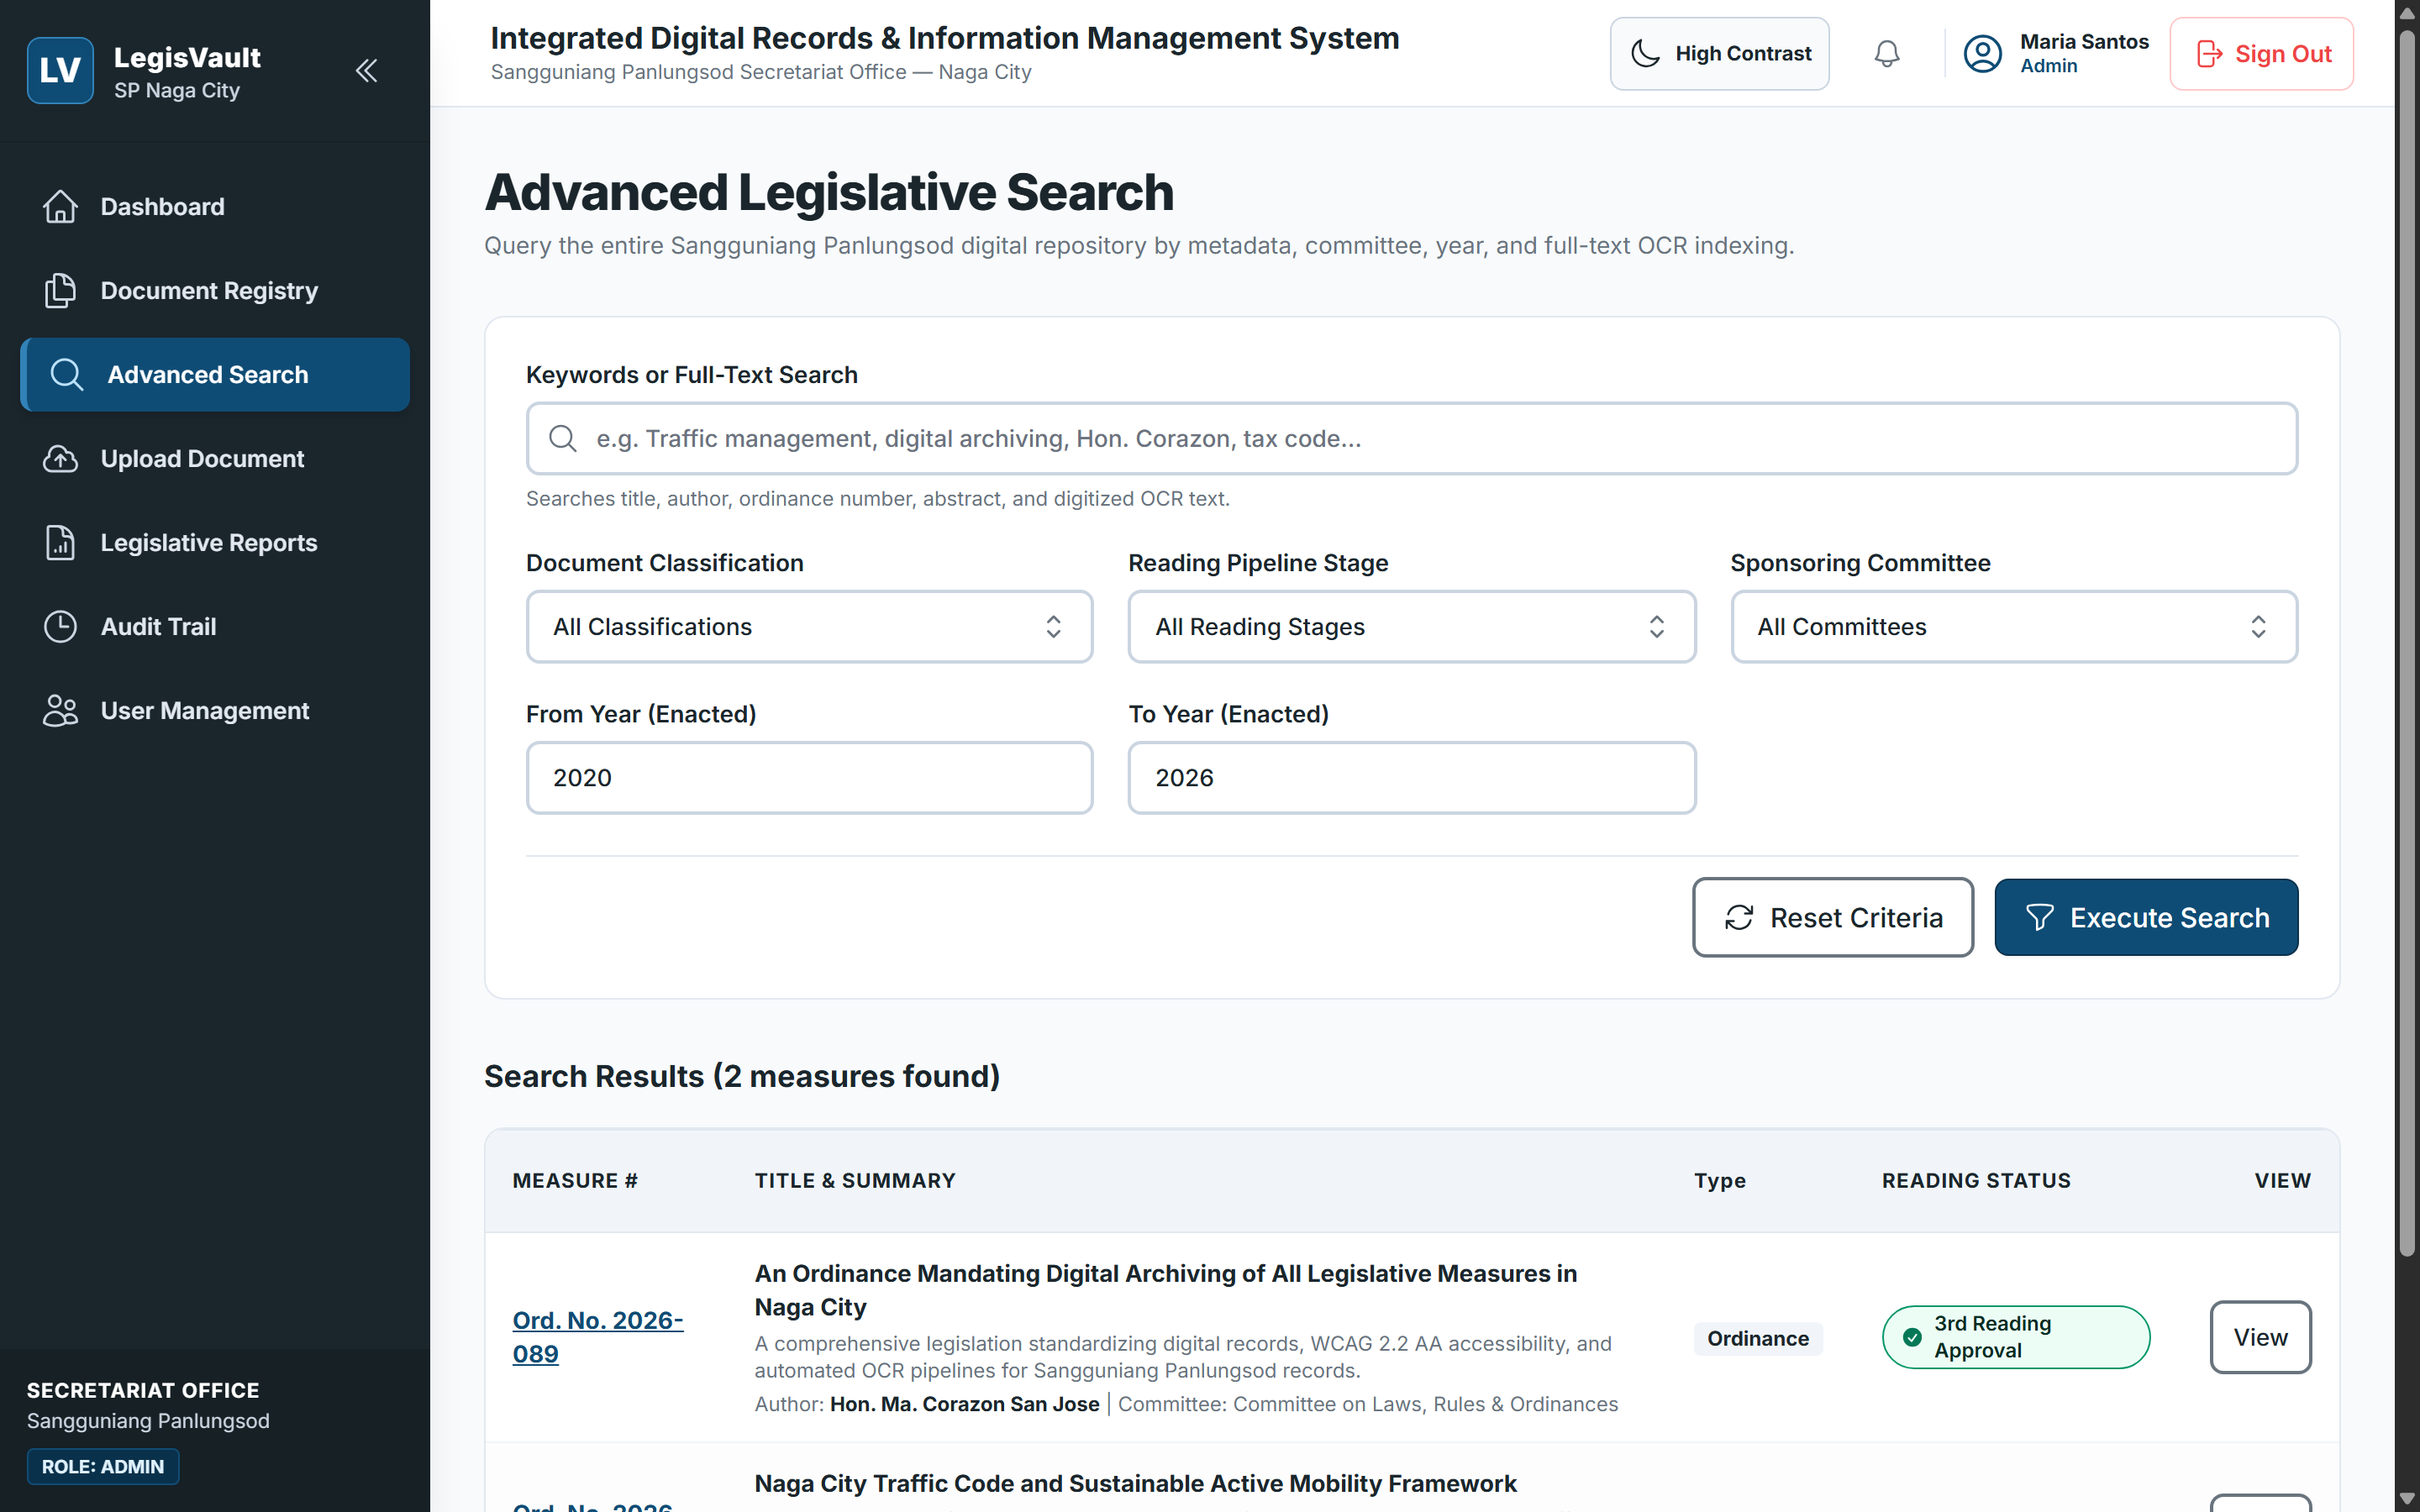 LV
LegisVault
SP Naga City
Dashboard
Document Registry
Advanced Search
Upload Document
Legislative Reports
Audit Trail
User Management
SECRETARIAT OFFICE
Sangguniang Panlungsod
ROLE: ADMIN
Integrated Digital Records & Information Management System
Sangguniang Panlungsod Secretariat Office — Naga City
High Contrast
Maria Santos
Admin
Sign Out
Advanced Legislative Search
Query the entire Sangguniang Panlungsod digital repository by metadata, committee, year, and full-text OCR indexing.
Keywords or Full-Text Search
e.g. Traffic management, digital archiving, Hon. Corazon, tax code...
Searches title, author, ordinance number, abstract, and digitized OCR text.
Document Classification
All Classifications
Reading Pipeline Stage
All Reading Stages
Sponsoring Committee
All Committees
From Year (Enacted)
2020
To Year (Enacted)
2026
Reset Criteria
Execute Search
Search Results (2 measures found)
MEASURE # TITLE & SUMMARY Type READING STATUS VIEW
Ord. No. 2026-
089
An Ordinance Mandating Digital Archiving of All Legislative Measures in
Naga City
A comprehensive legislation standardizing digital records, WCAG 2.2 AA accessibility, and
automated OCR pipelines for Sangguniang Panlungsod records.
Author: Hon. Ma. Corazon San Jose | Committee: Committee on Laws, Rules & Ordinances
Ordinance
3rd Reading
Approval
View
Naga City Traffic Code and Sustainable Active Mobility Framework
Ord. No. 2026-